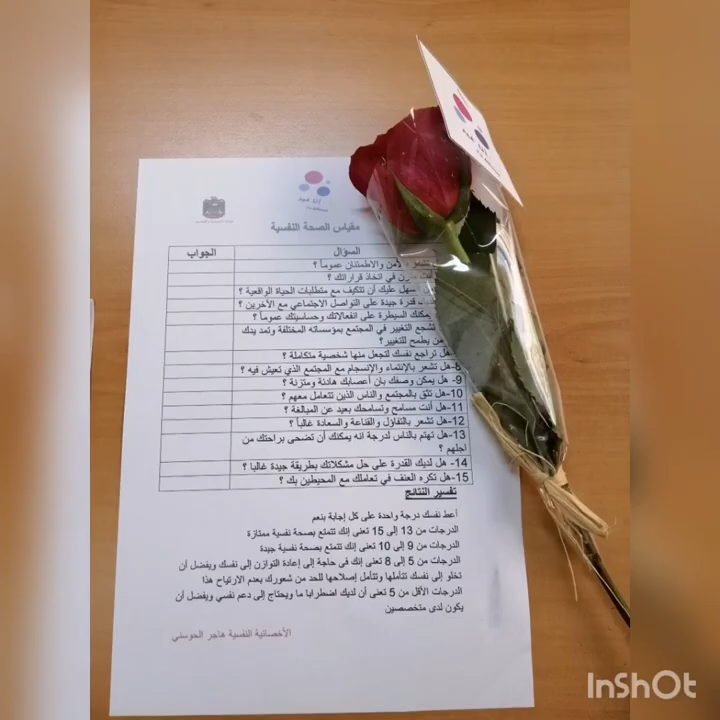 مقياس الصحة النفسية
السؤال
الجواب
الأمن والاطمئنان عموماً ؟
في اتخاذ قراراتك ؟
سهل عليك أن تتكيف مع متطلبات الحياة الواقعية ؟
قدرة جيدة على التواصل الاجتماعي مع الآخرين ؟
يمكنك السيطرة على انفعالاتك وحساسيتك عموماً ؟
تشجع التغيير في المجتمع بمؤسساته المختلفة وتمد يدك
من يطمح للتغيير؟
هل تراجع نفسك لتجعل منها شخصية متكاملة ؟
8-هل تشعر بالإنتماء والإنسجام مع المجتمع الذي تعيش فيه ؟
9- هل يمكن وصفك بان أعصابك هادئة ومتزنة ؟
10-هل تثق بالمجتمع والناس الذين تتعامل معهم ؟
11-هل أنت مسامح وتسامحك بعيد عن المبالغة ؟
12-هل تشعر بالتفاؤل والقناعة والسعادة غالباً ؟
13-هل تهتم بالناس لدرجة انه يمكنك أن تضحى براحتك من
اجلهم ؟
14- هل لديك القدرة على حل مشكلاتك بطريقة جيدة غالبا ؟
15-هل تكره العنف في تعاملك مع المحيطين بك ؟
تفسير النتائج
أعط نفسك درجة واحدة على كل إجابة بنعم
الدرجات من 13 إلى 15 تعنى إنك تتمتع بصحة نفسية ممتازة
الدرجات من 9 إلى 10 تعنى إنك تتمتع بصحة نفسية جيدة
الدرجات من 5 إلى 8 تعنى إنك فى حاجة إلى إعادة التوازن إلى نفسك ويفضل أن
تخلو إلى نفسك تتأملها وتتأمل إصلاحها للحد من شعورك بعدم الارتياح هذا
الدرجات الأقل من 5 تعنى أن لديك اضطرابا ما ويحتاج إلى دعم نفسي ويفضل أن
يكون لدى متخصصين
الأخصائية النفسية هاجر الحوسني
InShOt